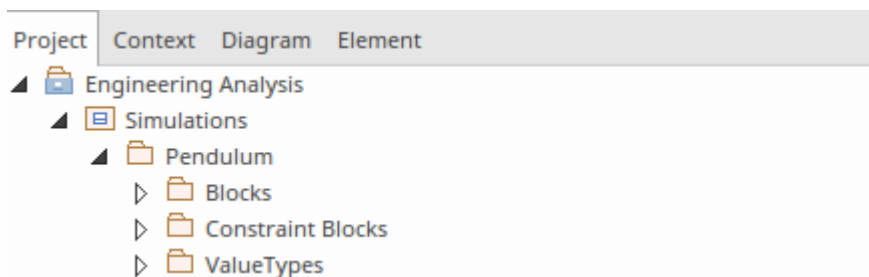 Project Context Diagram Element
Engineering Analysis
Simulations
Pendulum
Blocks
Constraint Blocks
ValueTypes